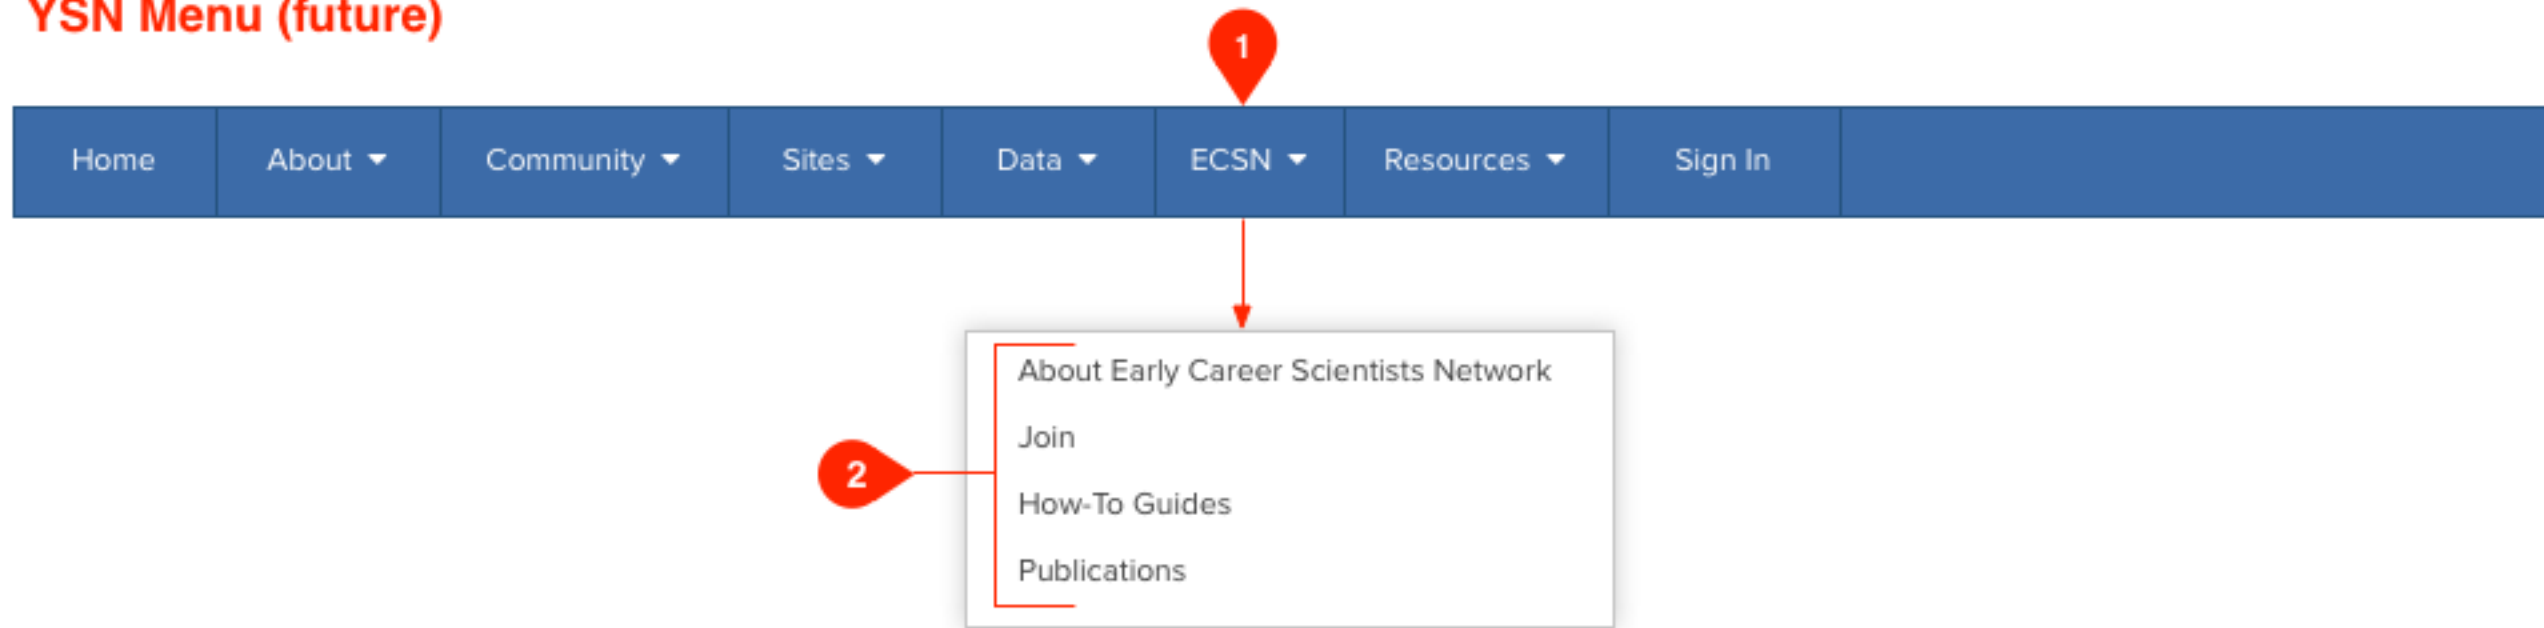 YSN Menu (future)
1
Home About Community Sites Data ECSN Resources Sign In
About Early Career Scientists Network
Join
2
How-To Guides
Publications